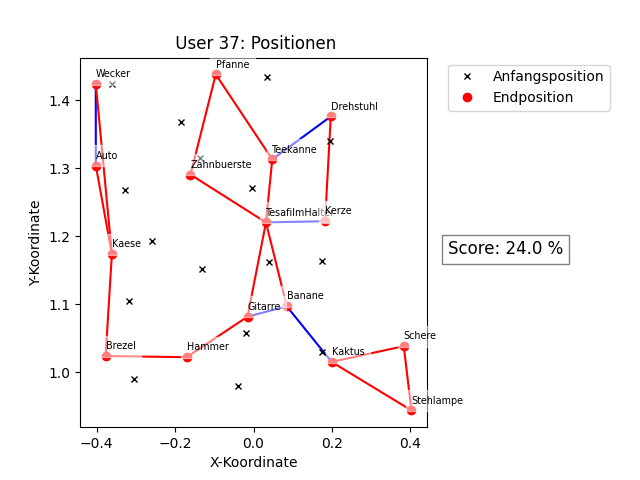 User 37: Positionen
Anfangsposition
Endposition
Wecker
Pfanne
Drehstuhl
Auto
Zahnbuerste
Teekanne
Kaese
TesafilmHalt
Kerze
Banane
Gitarre
Brezel
Hammer
Kaktus
Schere
Stehlampe
Score: 24.0 %
1.4
1.3
1.2
1.1
1.0
−0.4
−0.2
0.0
0.2
0.4
X-Koordinate
Y-Koordinate